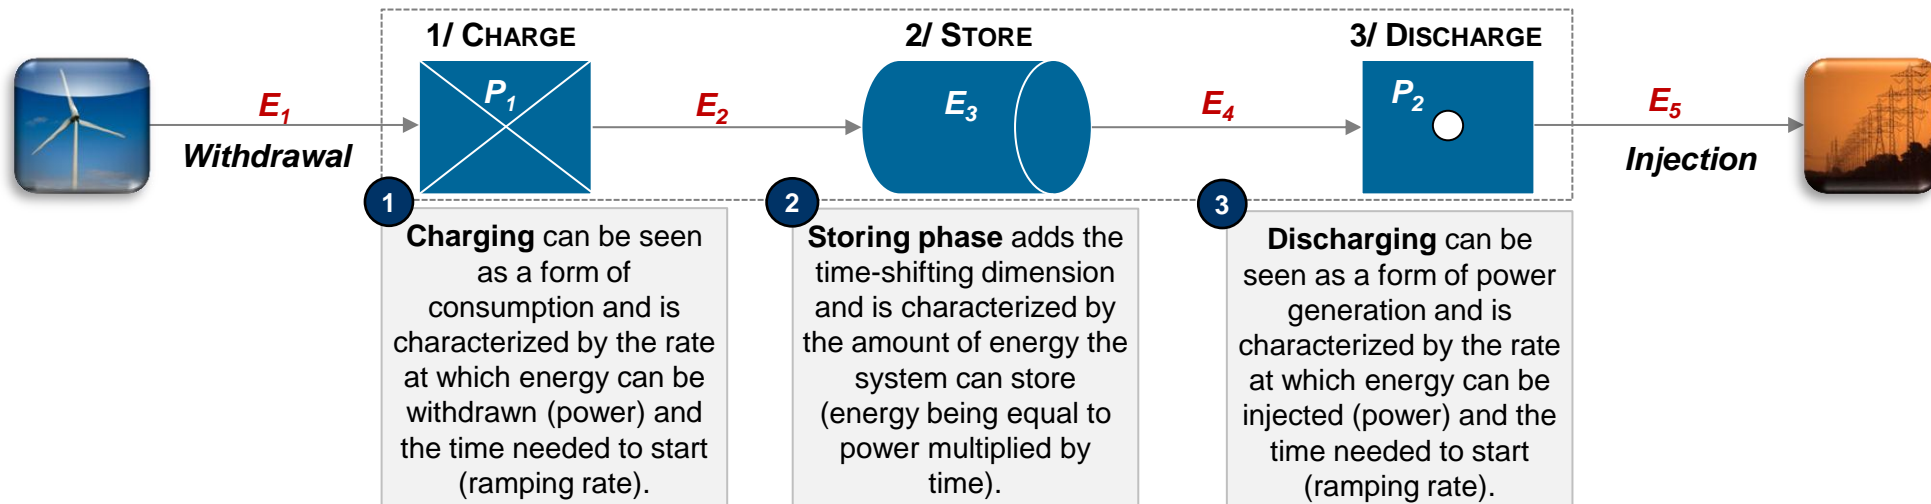 1/ CHARGE
2/ STORE
3/ DISCHARGE
P1
E3
P2
E1
E2
E4
E5
Withdrawal
Injection
1
Charging can be seen
as a form of
consumption and is
characterized by the rate
at which energy can be
withdrawn (power) and
the time needed to start
(ramping rate).
2
Storing phase adds the
time-shifting dimension
and is characterized by
the amount of energy the
system can store
(energy being equal to
power multiplied by
time).
3
Discharging can be
seen as a form of power
generation and is
characterized by the rate
at which energy can be
injected (power) and the
time needed to start
(ramping rate).